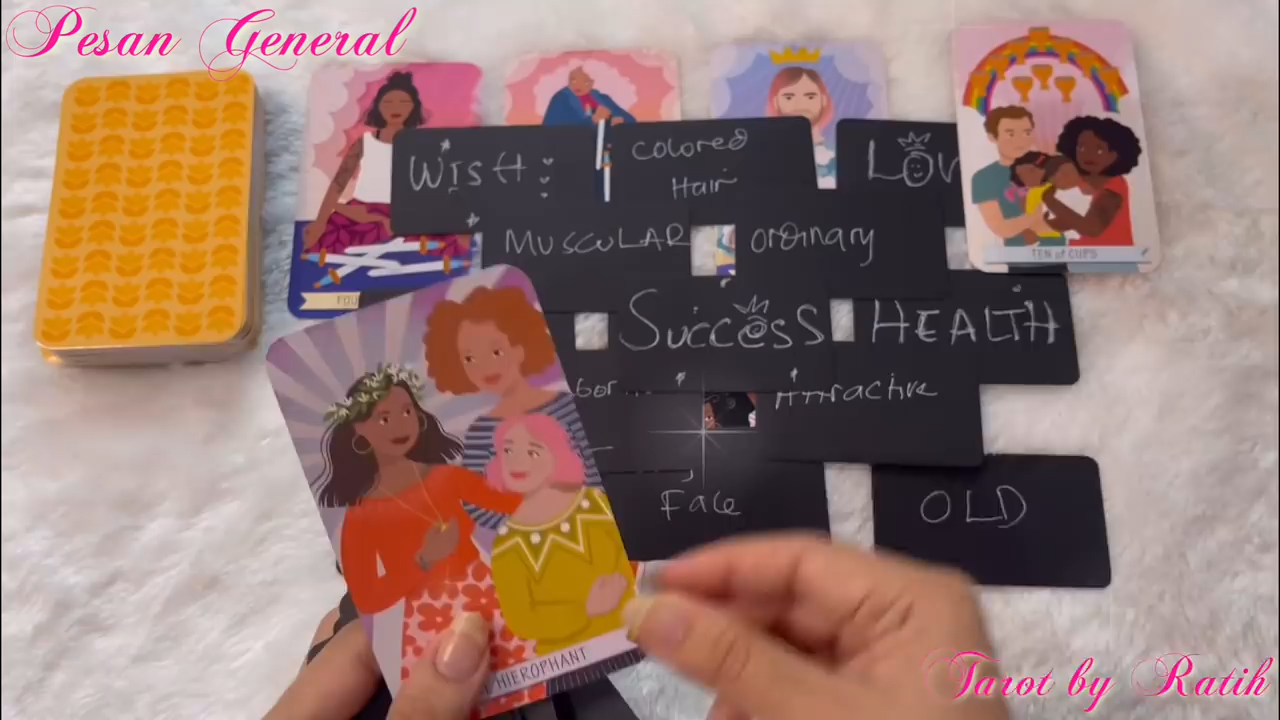 Pesan General
WISH :
Colored
Hair
MUSCULAR
ordinary
SUCCESS
HEALTH
Attractive
Face
OLD
TEN of CUPS
HIEROPHANT
Tarot by Ratih